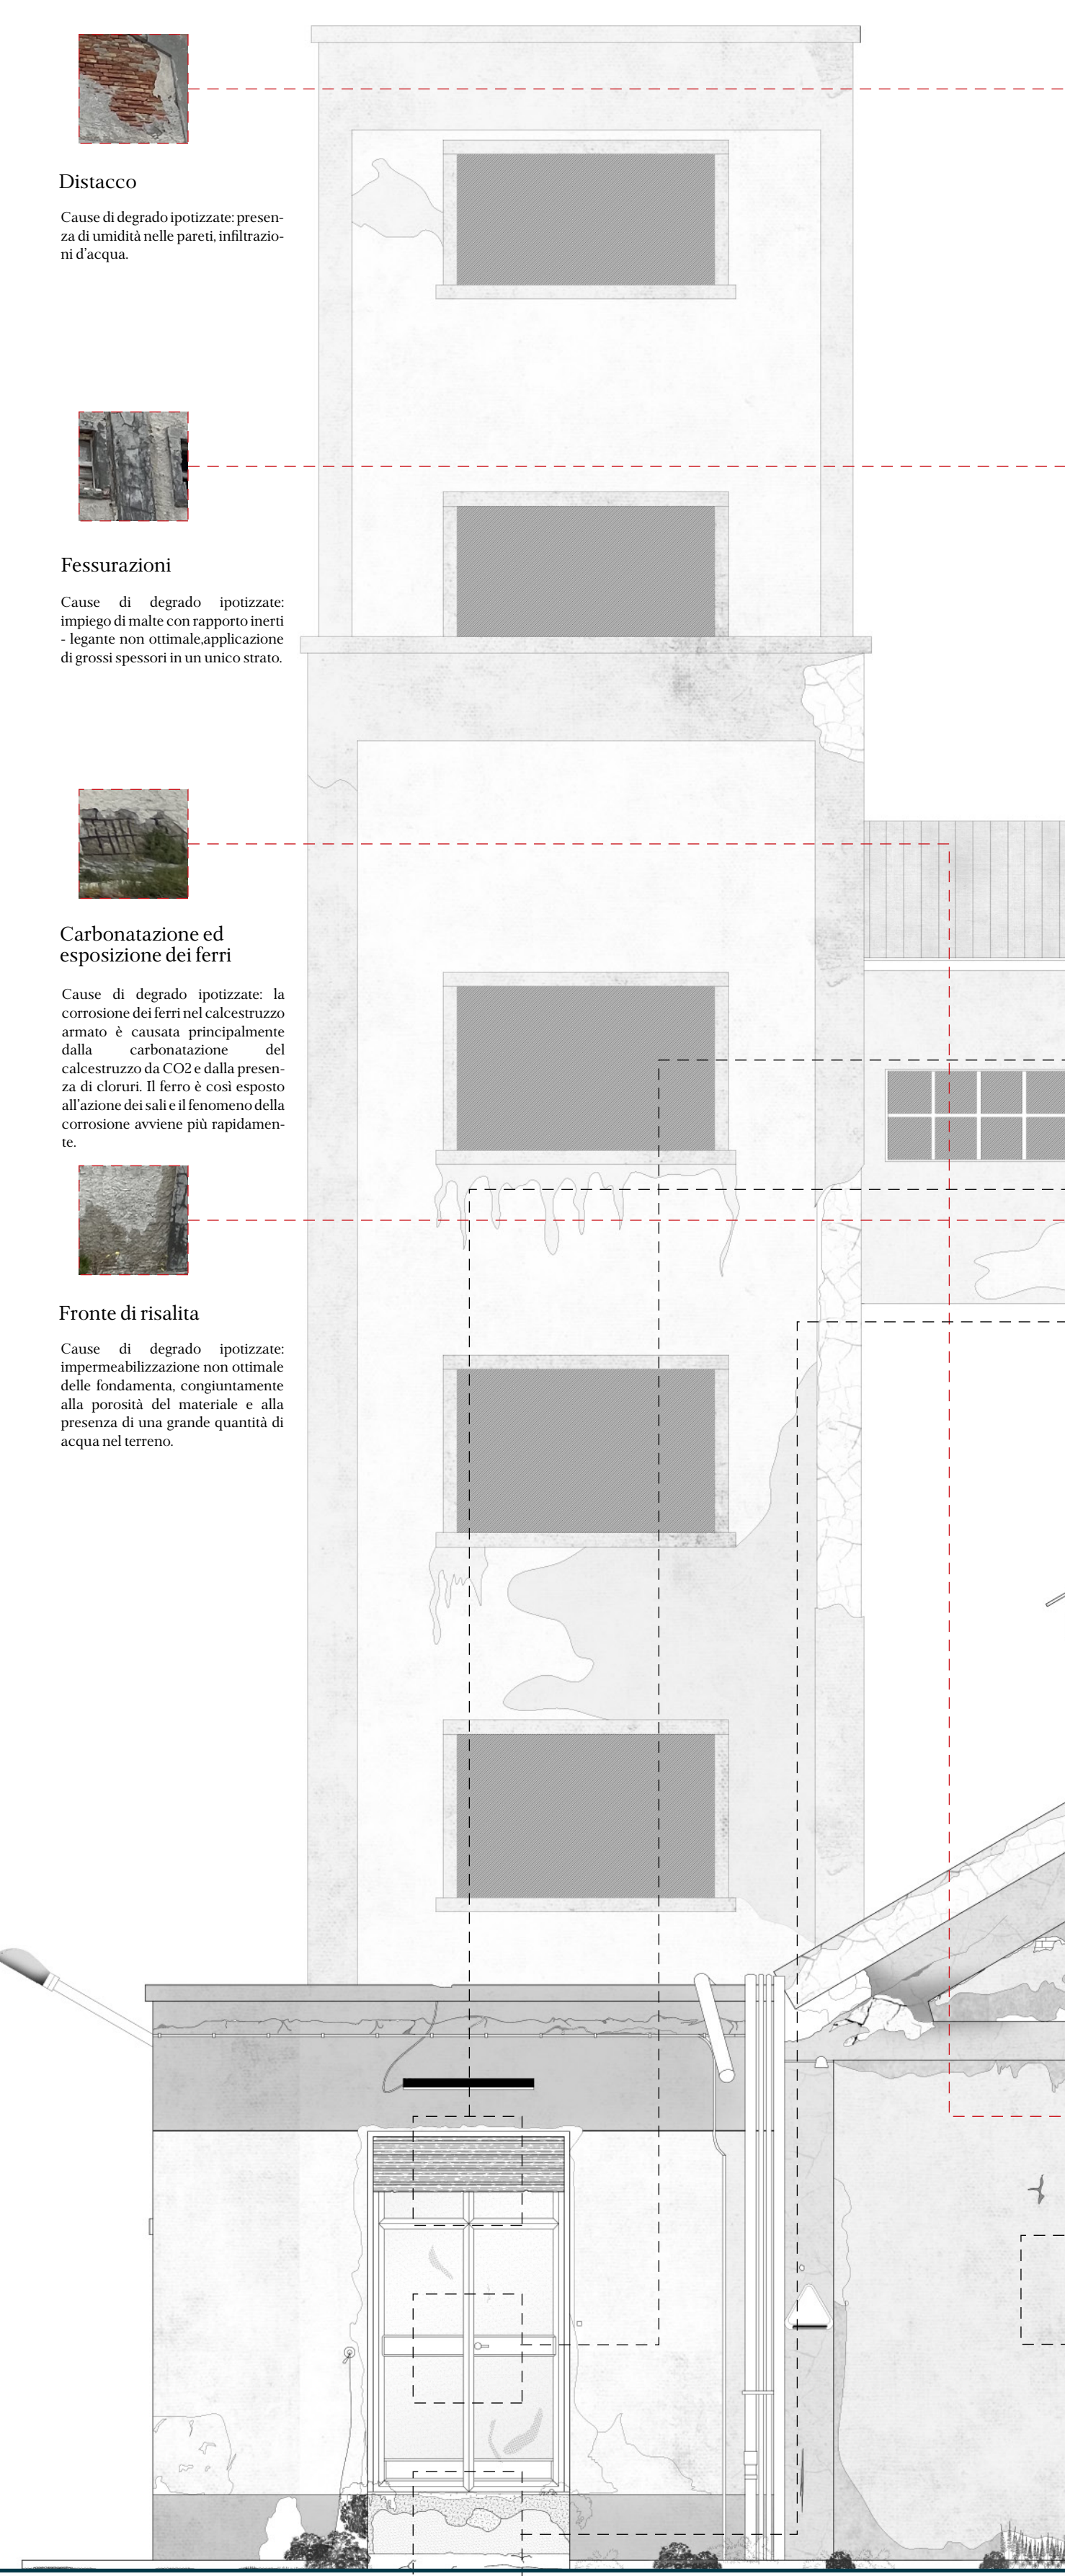 Distacco
Cause di degrado ipotizzate: presen-
za di umidità nelle pareti, infiltrazio-
ni d'acqua.
Fessurazioni
Cause di degrado ipotizzate:
impiego di malte con rapporto inerti
- legante non ottimale,applicazione
di grossi spessori in un unico strato.
Carbonatazione ed
esposizione dei ferri
Cause di degrado ipotizzate: la
corrosione dei ferri nel calcestruzzo
armato è causata principalmente
dalla carbonatazione del
calcestruzzo da CO2 e dalla presen-
za di cloruri. Il ferro è così esposto
all'azione dei sali e il fenomeno della
corrosione avviene più rapidamen-
te.
Fronte di risalita
Cause di degrado ipotizzate:
impermeabilizzazione non ottimale
delle fondamenta, congiuntamente
alla porosità del materiale e alla
presenza di una grande quantità di
acqua nel terreno.